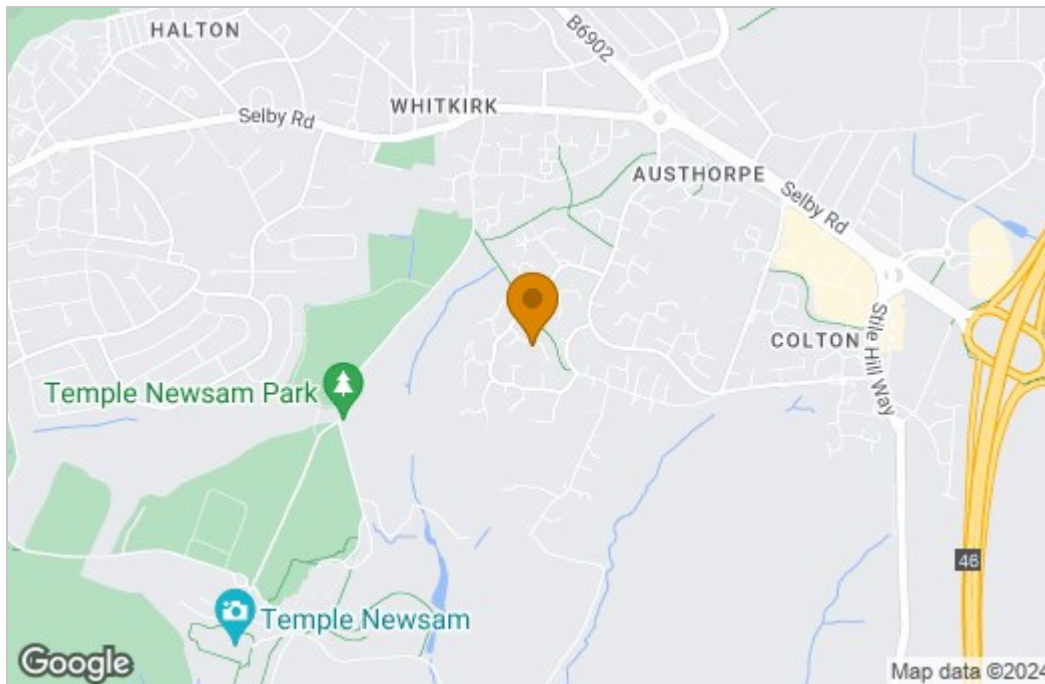 HALTON
B6902
Selby Rd
WHITKIRK
AUSTHORPE
Selby Rd
COLTON
Stile Hill Way
Temple Newsam Park
46
Temple Newsam
Google
Map data ©2024